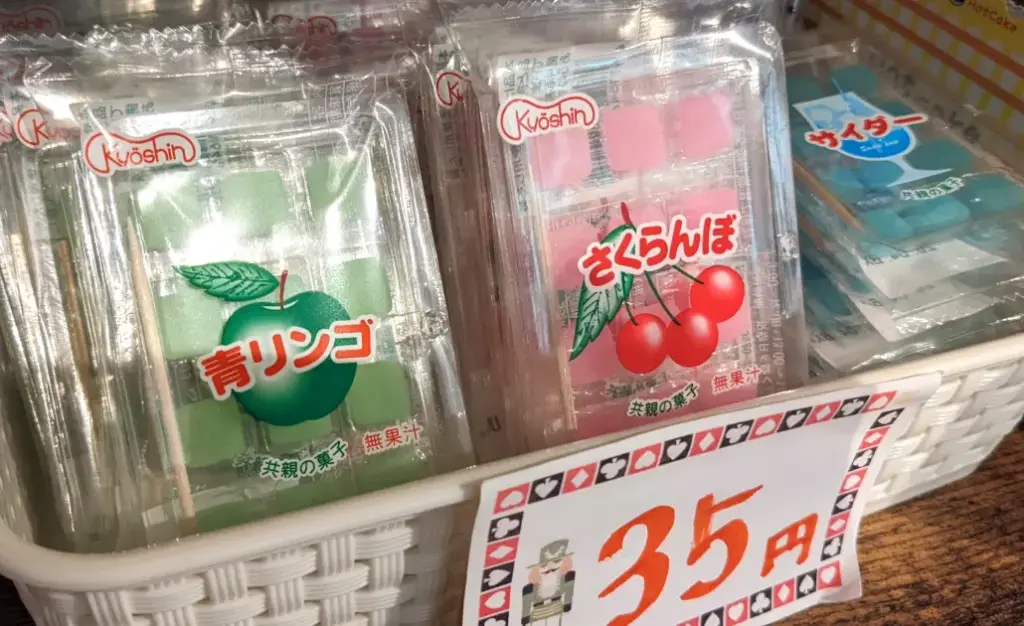 Kyoshin
青リンゴ
共親の菓子
無果汁
Kyoshin
さくらんぼ
共親の菓子
無果汁
サイダー
共親の菓子
HotCake
35円